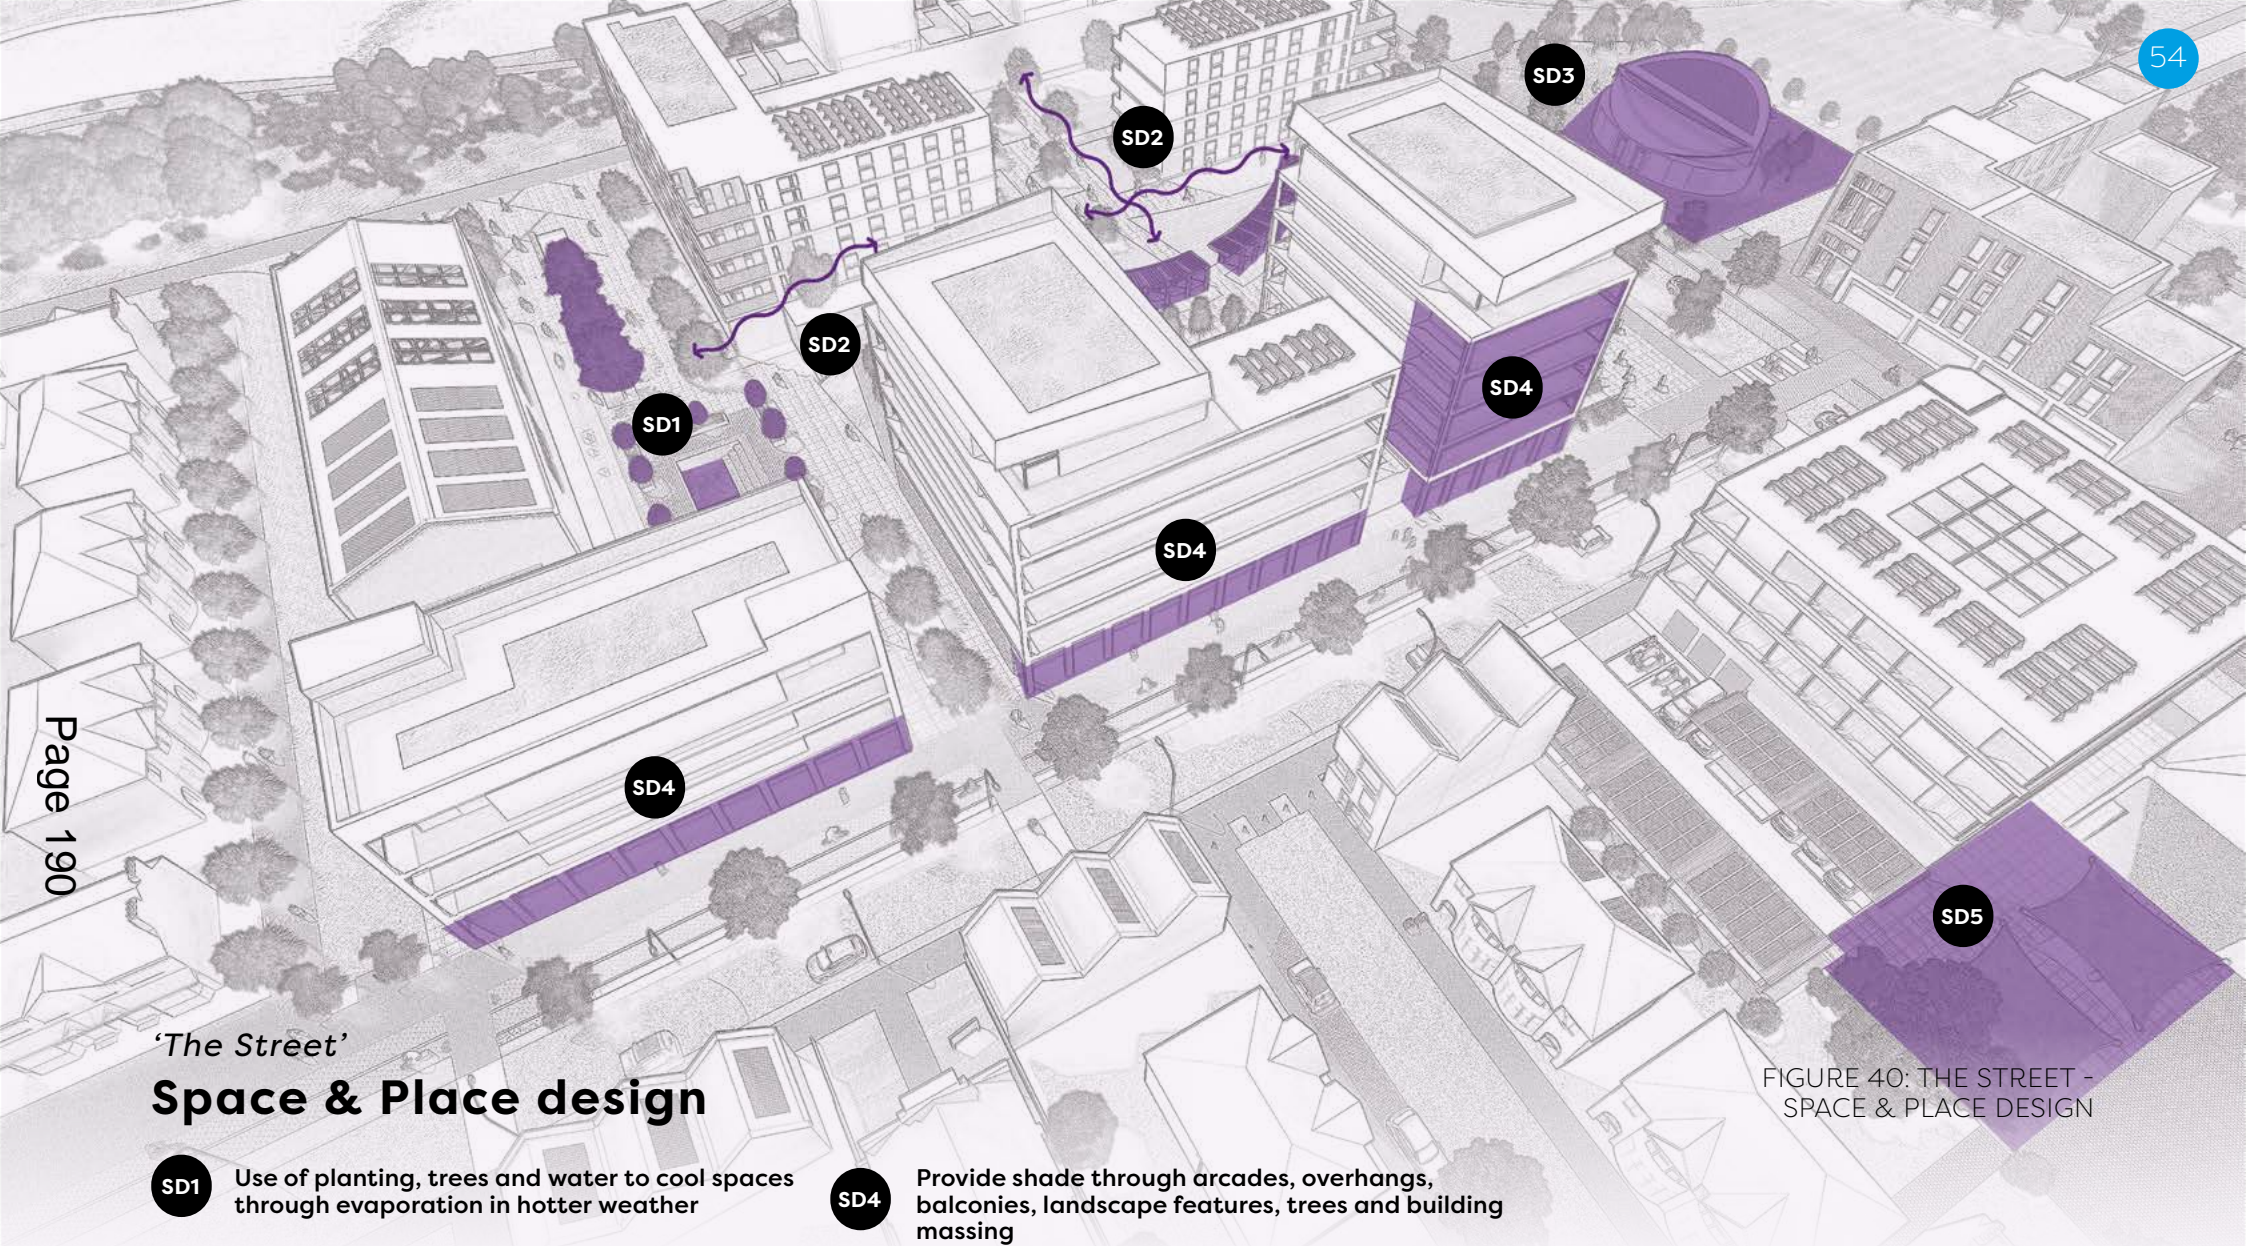 54
SD3
SD2
SD2
SD4
SD1
SD4
SD4
SD5
Page 190
‘The Street’
Space & Place design
FIGURE 40: THE STREET -
SPACE & PLACE DESIGN
SD1
Use of planting, trees and water to cool spaces
through evaporation in hotter weather
SD4
Provide shade through arcades, overhangs,
balconies, landscape features, trees and building
massing